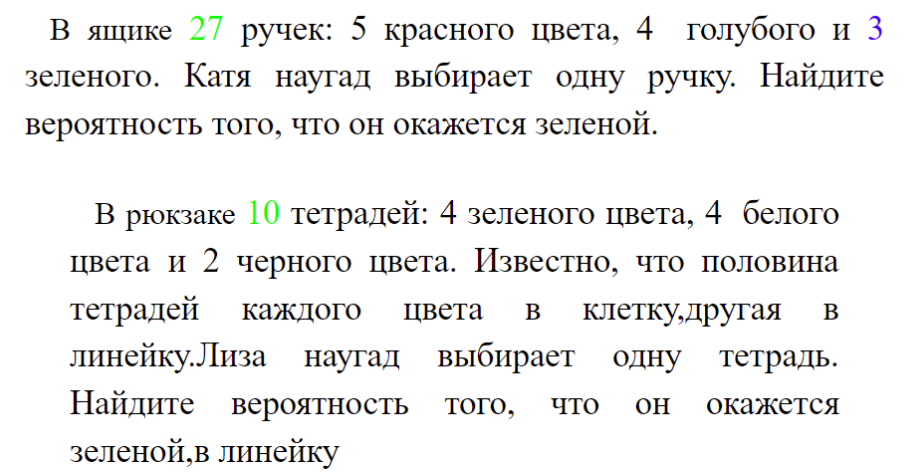 В ящике 27 ручек: 5 красного цвета, 4 голубого и 3
зеленого. Катя наугад выбирает одну ручку. Найдите
вероятность того, что он окажется зеленой.
В рюкзаке 10 тетрадей: 4 зеленого цвета, 4 белого
цвета и 2 черного цвета. Известно, что половина
тетрадей каждого цвета в клетку,другая в
линейку.Лиза наугад выбирает одну тетрадь.
Найдите вероятность того, что он окажется
зеленой,в линейку